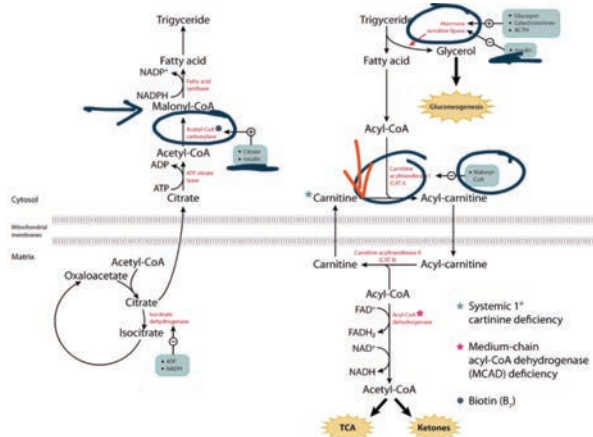 Trigyceride
Fatty acid
NADP⁺
Fatty acid
synthase
NADPH
Malonyl-CoA
Acetyl-CoA
carboxylase
Citrate
Insulin
Acetyl-CoA
ADP
ATP citrate
lyase
ATP
Citrate
Cytosol
Mitochondrial
membranes
Matrix
Acetyl-CoA
Oxaloacetate
Citrate
Isocitrate
dehydrogenase
Isocitrate
ATP
NADH
Trigyceride
Hormone
sensitive lipase
Glucagon
Catecholamines
ACTH
Insulin
Glycerol
Gluconeogenesis
Fatty acid
Acyl-CoA
Carnitine
acyltransferase I
(CAT I)
Malonyl
CoA
Carnitine
Acyl-carnitine
Carnitine acyltransferase II
(CAT II)
Carnitine
Acyl-carnitine
Acyl-CoA
FAD⁺
Acyl-CoA
dehydrogenase
FADH₂
NAD⁺
NADH
Acetyl-CoA
TCA
Ketones
Systemic 1°
cartinine deficiency
Medium-chain
acyl-CoA dehydrogenase
(MCAD) deficiency
Biotin (B₇)